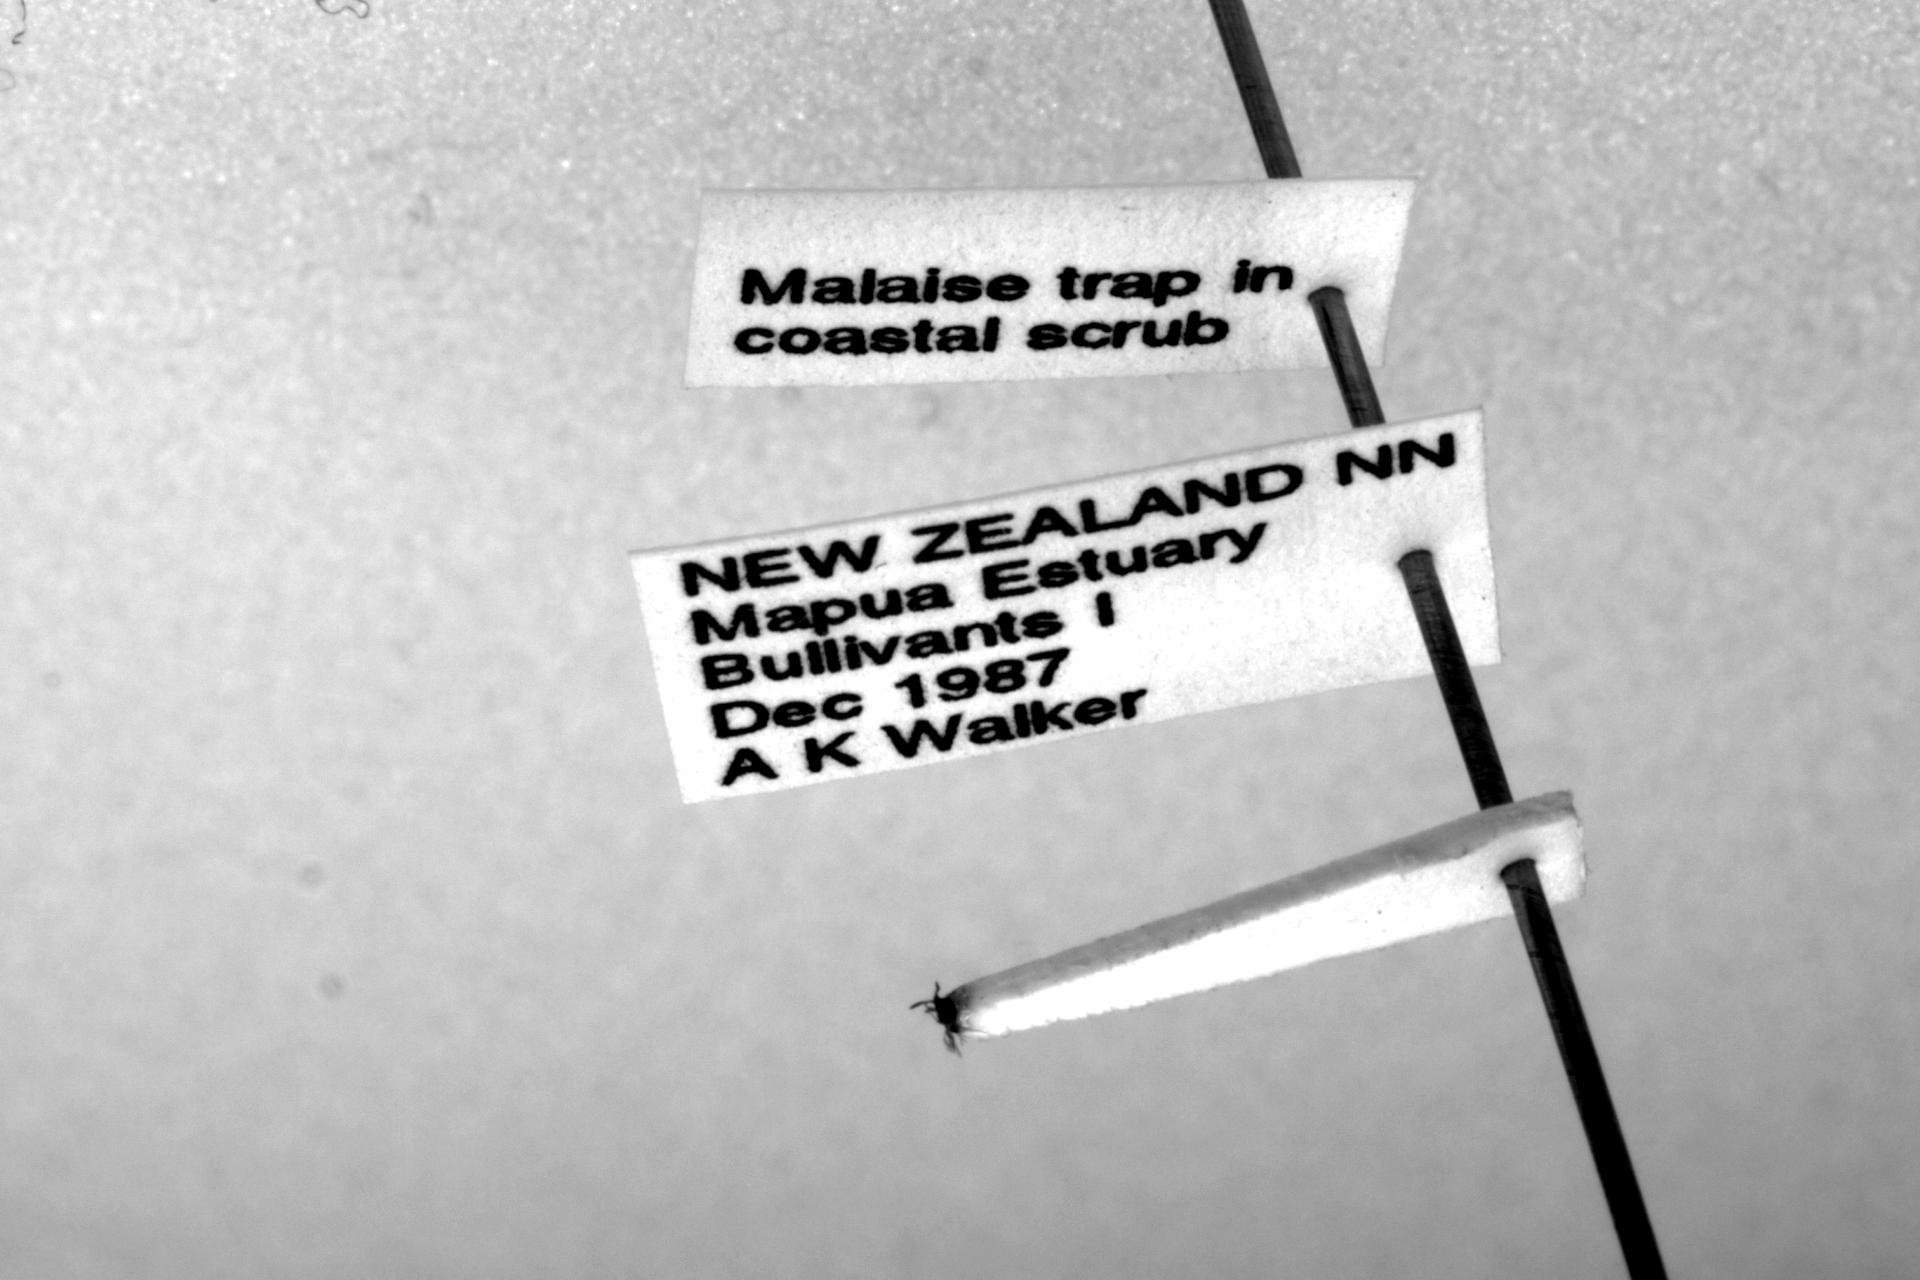 Malaise trap in
coastal scrub
NEW ZEALAND NN
Mapua Estuary
Bullivants I
Dec 1987
A K Walker